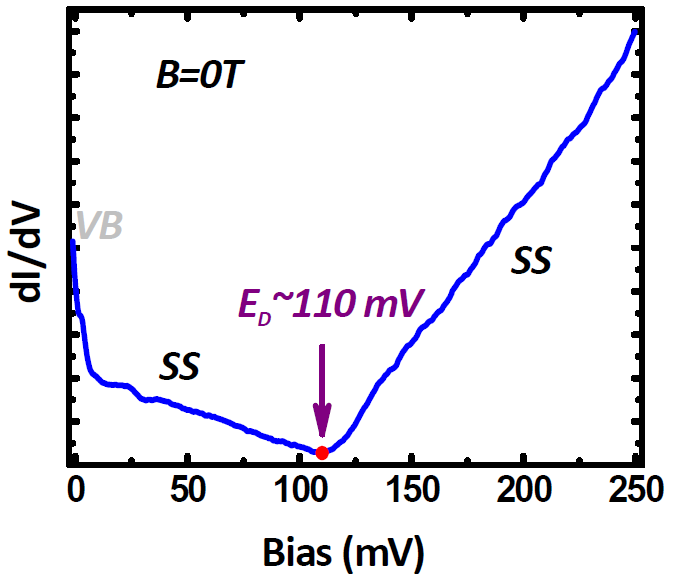 B=0T
VB
E_D~110 mV
SS
SS
dI/dV
0 50 100 150 200 250
Bias (mV)